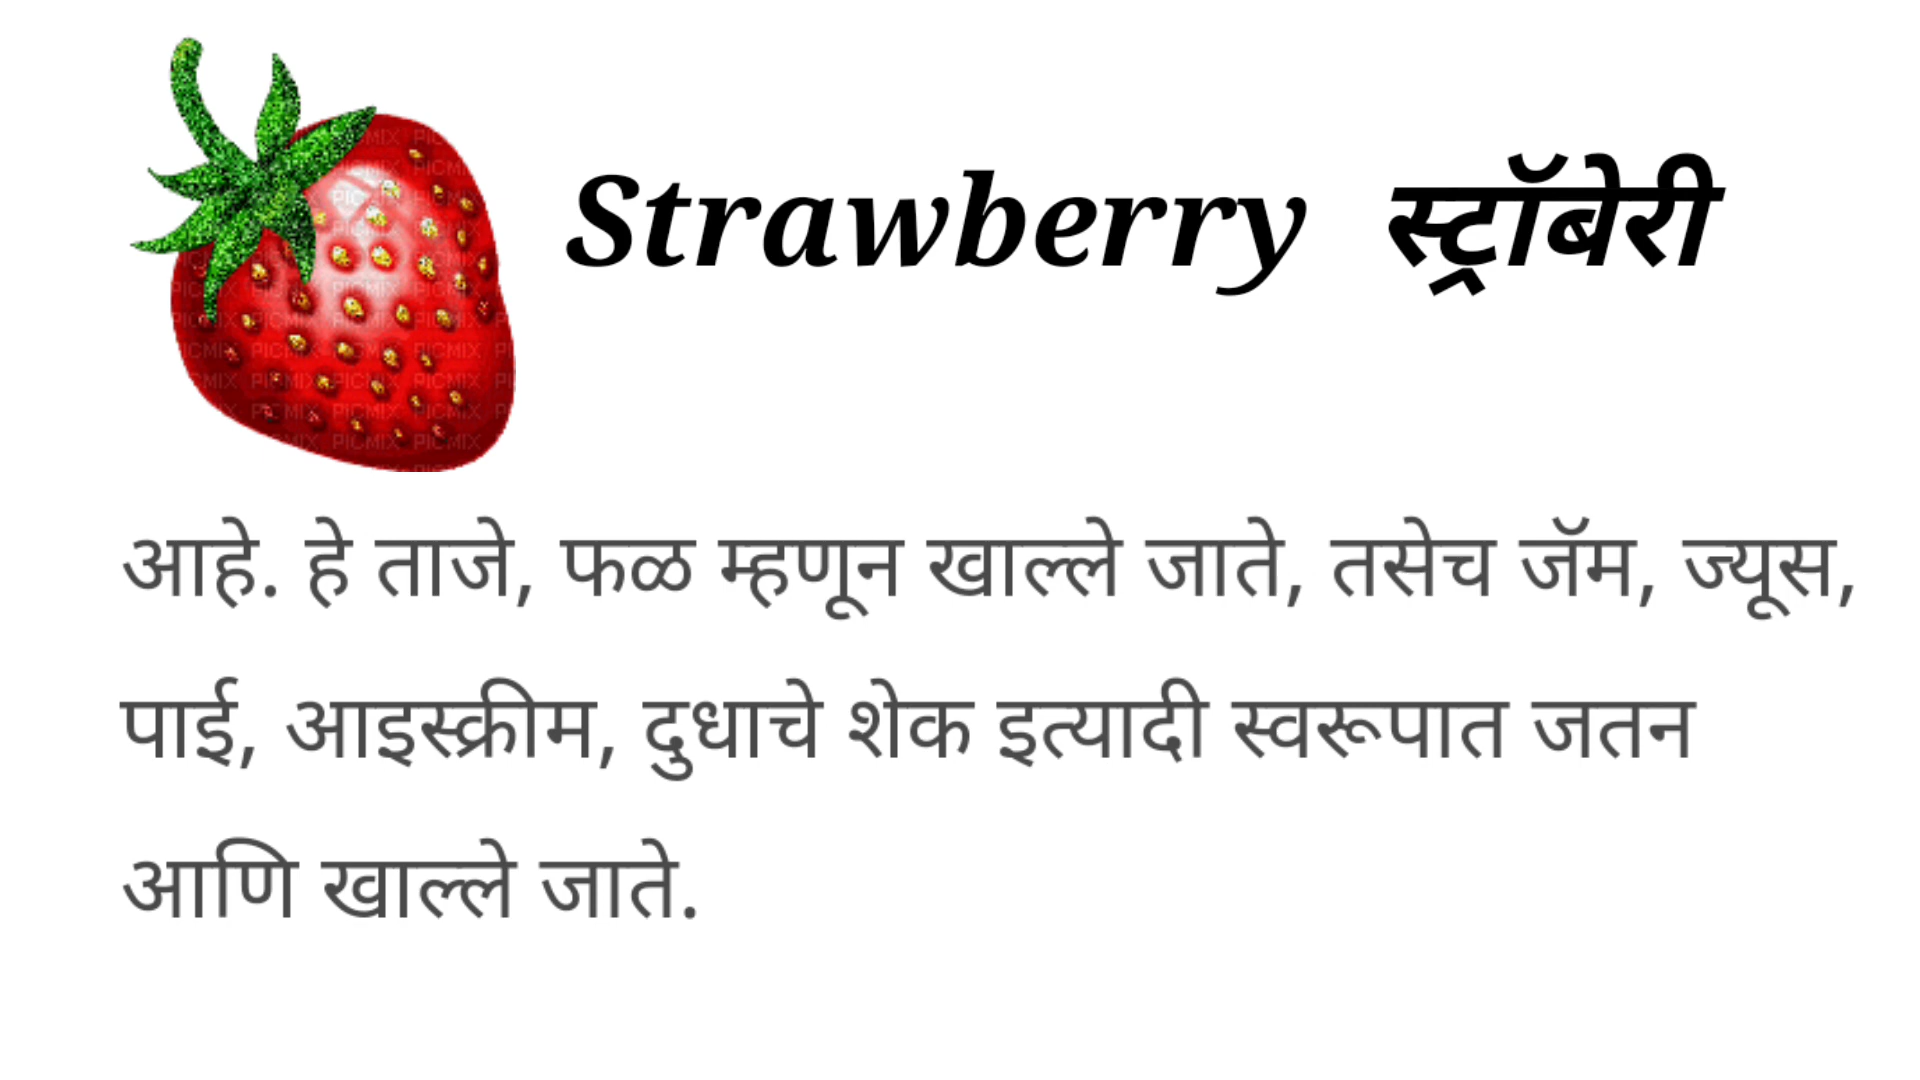 Strawberry स्ट्रॉबेरी
आहे. हे ताजे, फळ म्हणून खाल्ले जाते, तसेच जॅम, ज्यूस,
पाई, आइस्क्रीम, दुधाचे शेक इत्यादी स्वरूपात जतन
आणि खाल्ले जाते.